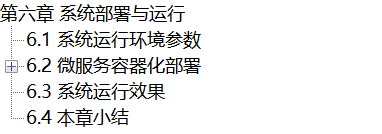 第六章 系统部署与运行
6.1 系统运行环境参数
6.2 微服务容器化部署
6.3 系统运行效果
6.4 本章小结